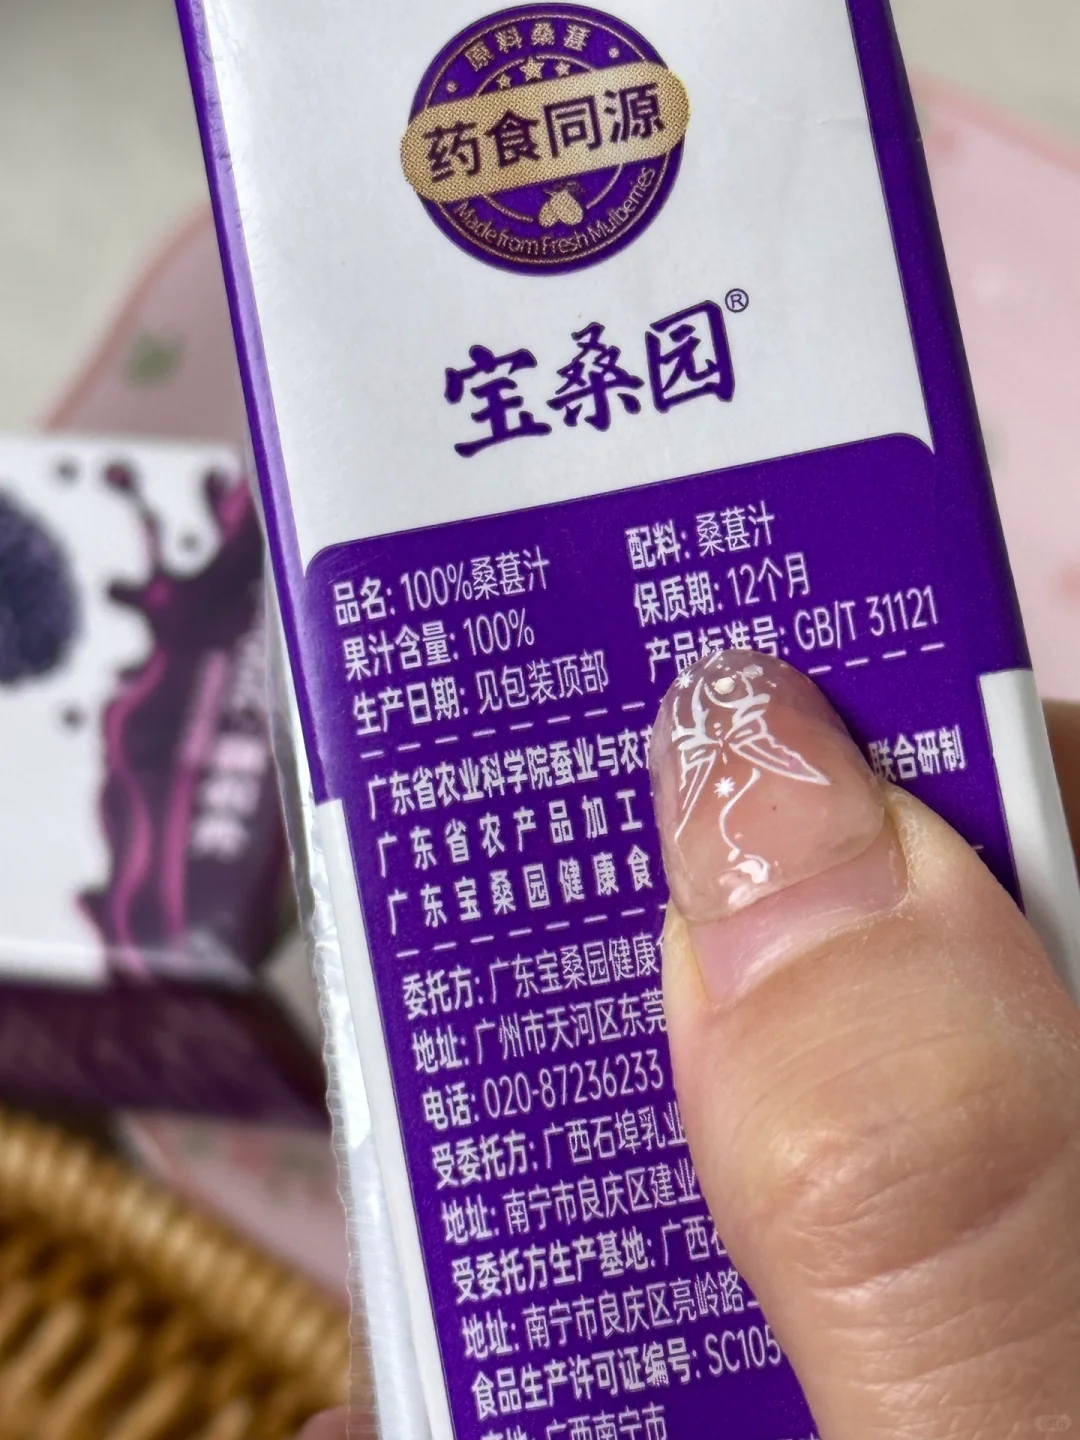 原料桑葚
药食同源
Made from Fresh Mulberries
宝桑园®
品名: 100%桑葚汁
配料: 桑葚汁
果汁含量: 100%
保质期: 12个月
生产日期: 见包装顶部
产品标准号: GB/T 31121
广东省农业科学院蚕业与农产 联合研制
广东省农产品加工
广东宝桑园健康食
委托方: 广东宝桑园健康
地址: 广州市天河区东莞
电话: 020-87236233
受委托方: 广西石埠乳业
地址: 南宁市良庆区建业
受委托方生产基地: 广西石
地址: 南宁市良庆区亮岭路
食品生产许可证编号: SC105
产地: 广西南宁市